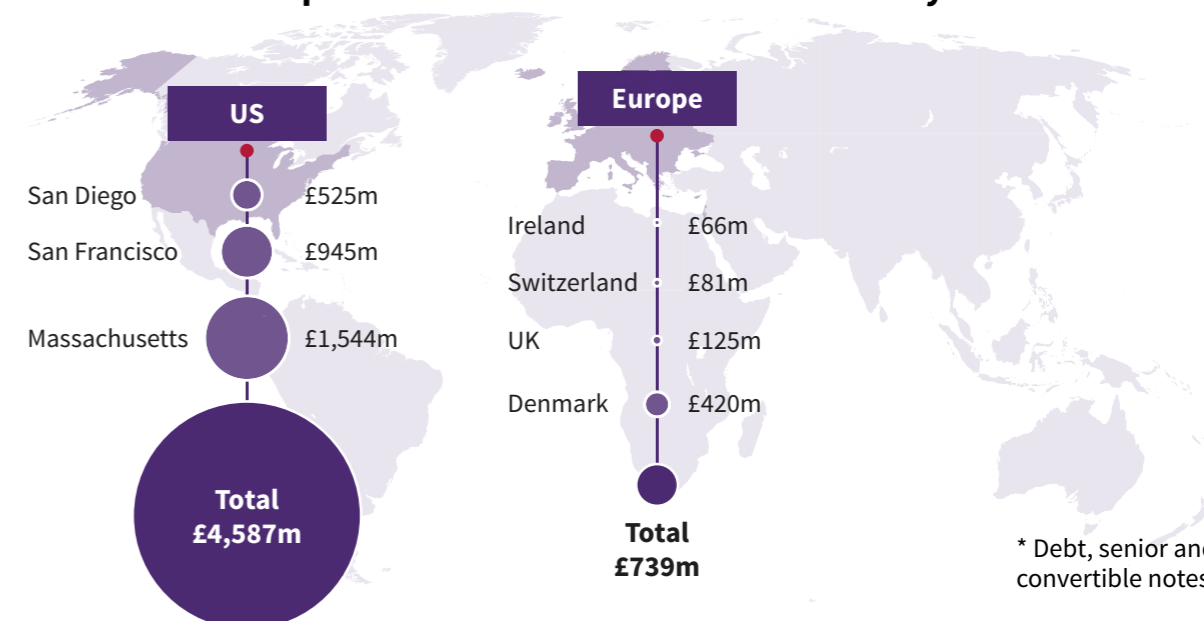 US
San Diego £525m
San Francisco £945m
Massachusetts £1,544m
Total
£4,587m
Europe
Ireland £66m
Switzerland £81m
UK £125m
Denmark £420m
Total
£739m
* Debt, senior and
convertible notes